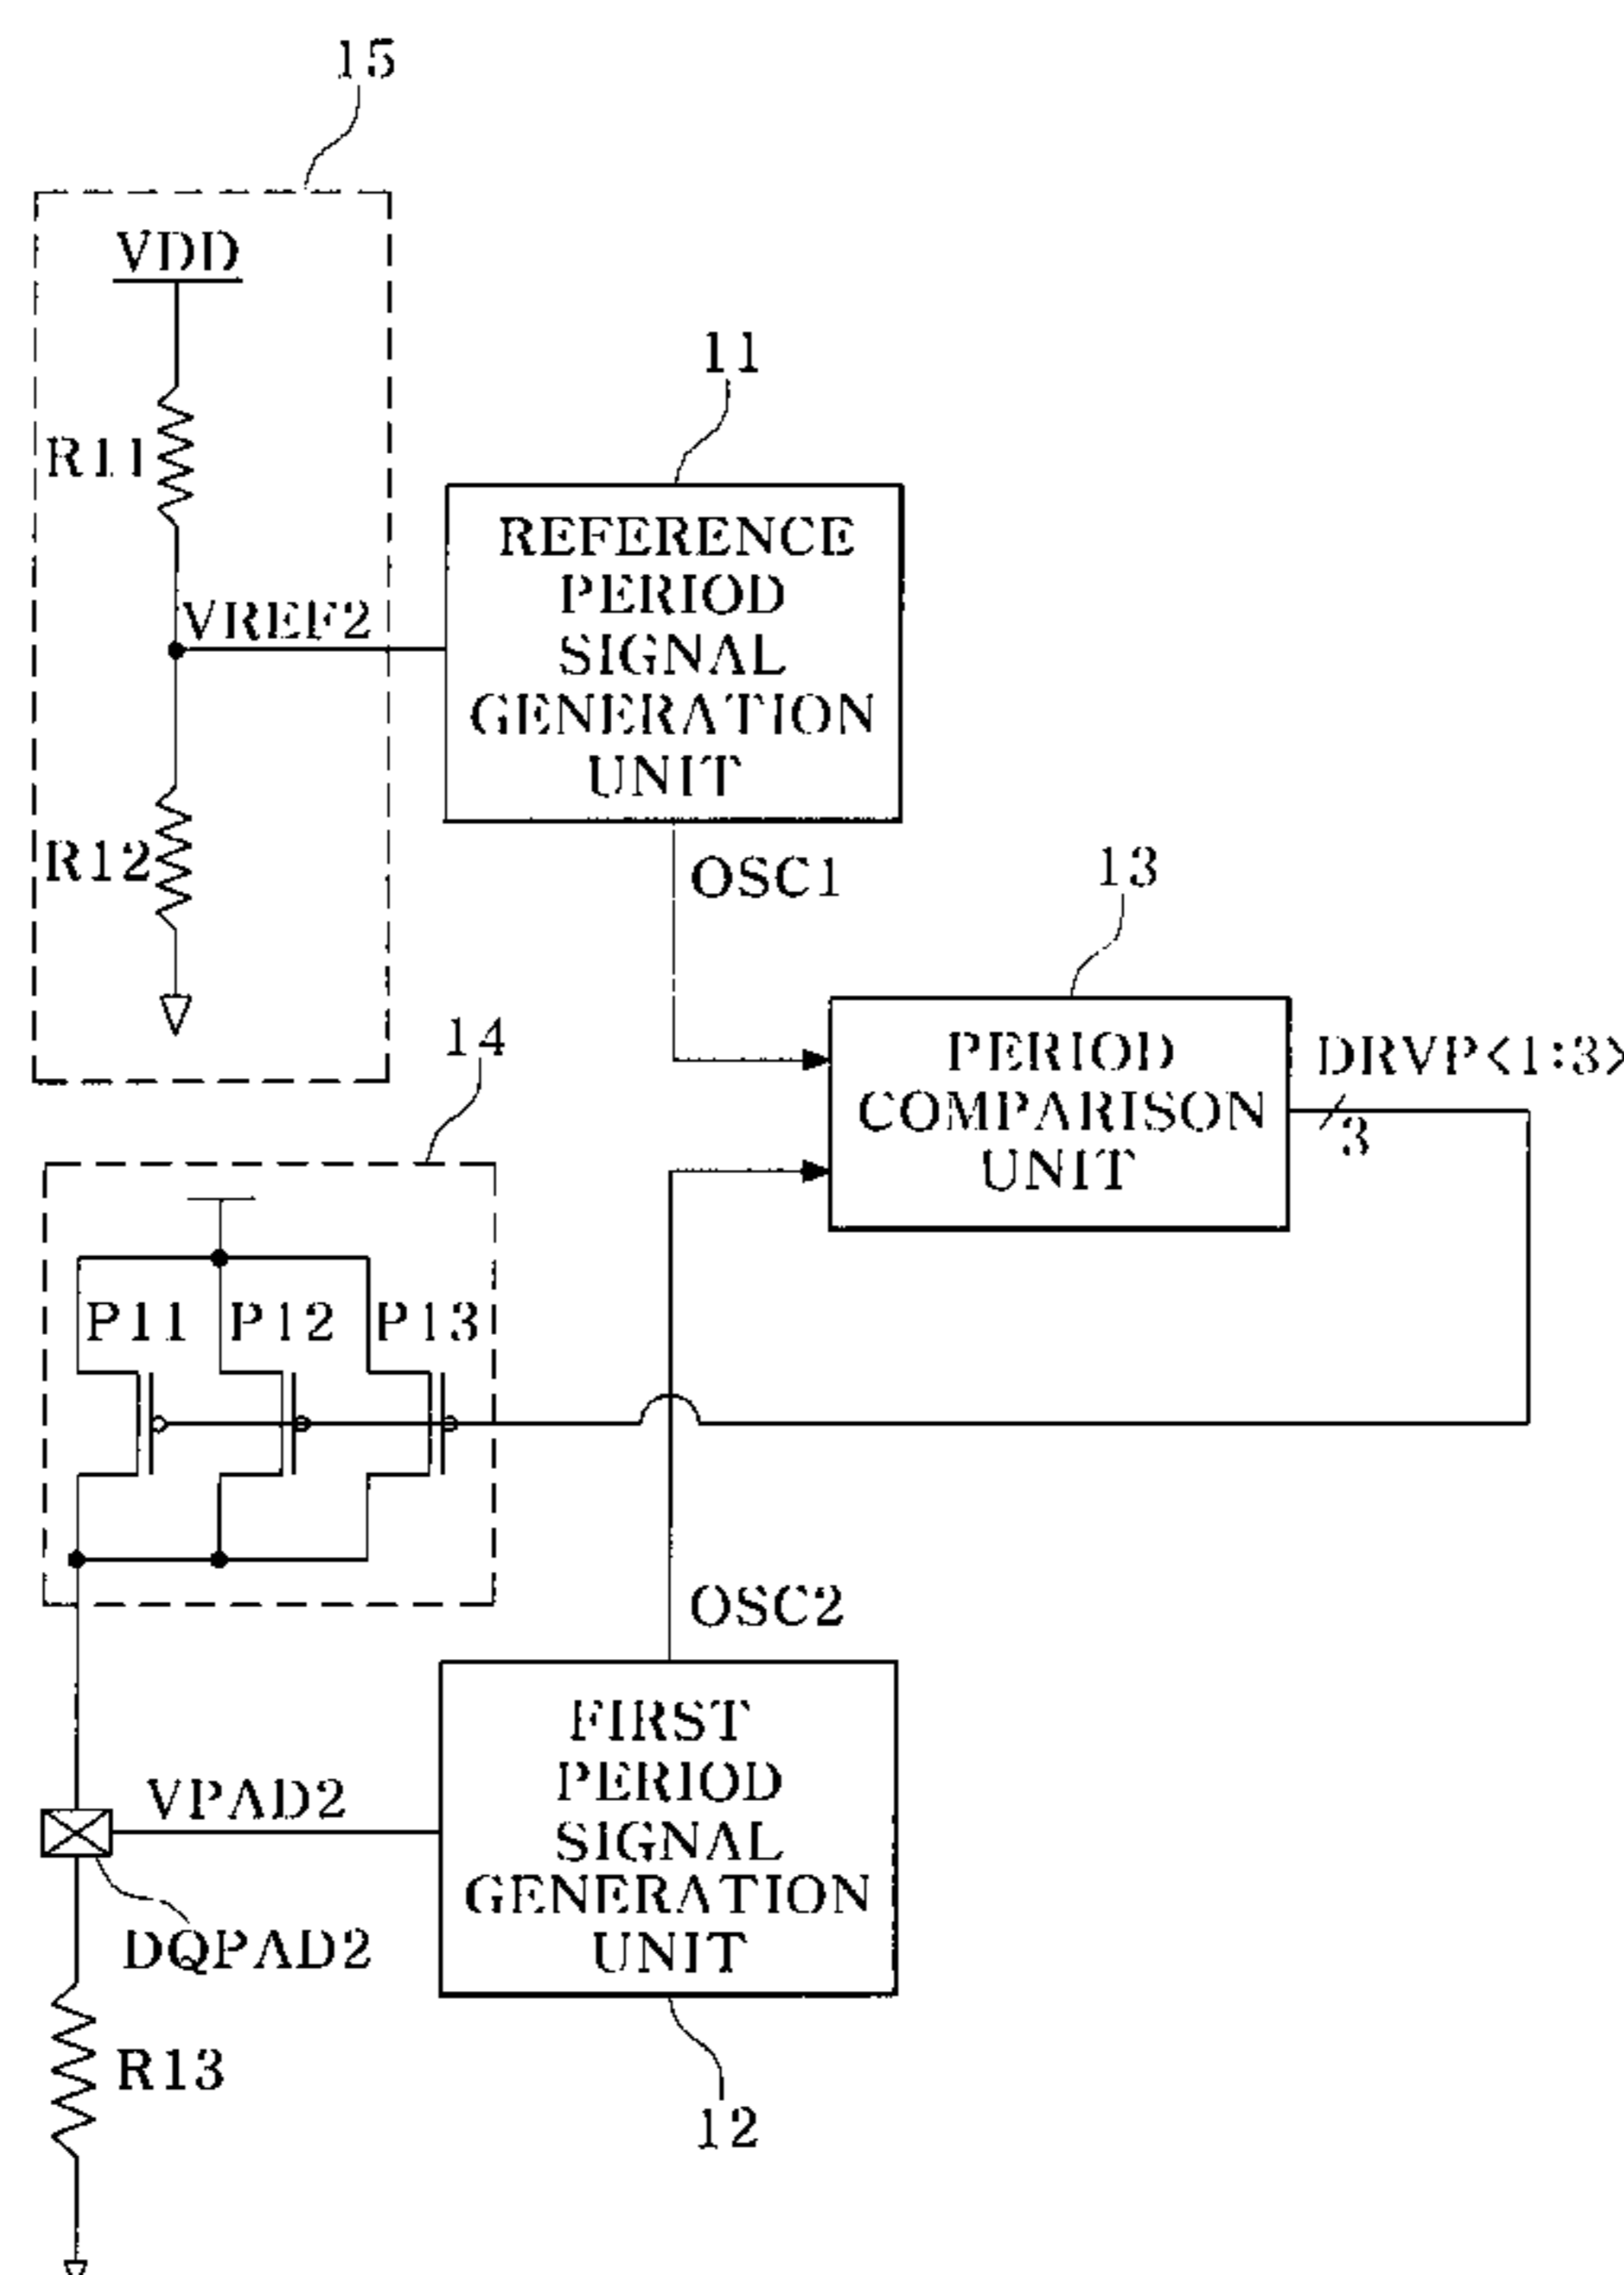 15
VDD
R11
VREF2
R12
11
REFERENCE
PERIOD
SIGNAL
GENERATION
UNIT
OSC1
13
PERIOD
COMPARISON
UNIT
DRVP<1:3>
3
14
P11
P12
P13
OSC2
FIRST
PERIOD
SIGNAL
GENERATION
UNIT
VPAD2
DQPAD2
R13
12